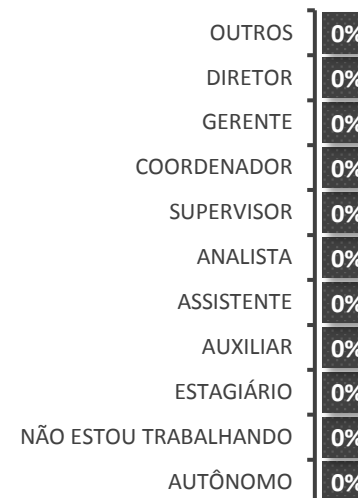 OUTROS 0%
DIRETOR 0%
GERENTE 0%
COORDENADOR 0%
SUPERVISOR 0%
ANALISTA 0%
ASSISTENTE 0%
AUXILIAR 0%
ESTAGIÁRIO 0%
NÃO ESTOU TRABALHANDO 0%
AUTÔNOMO 0%